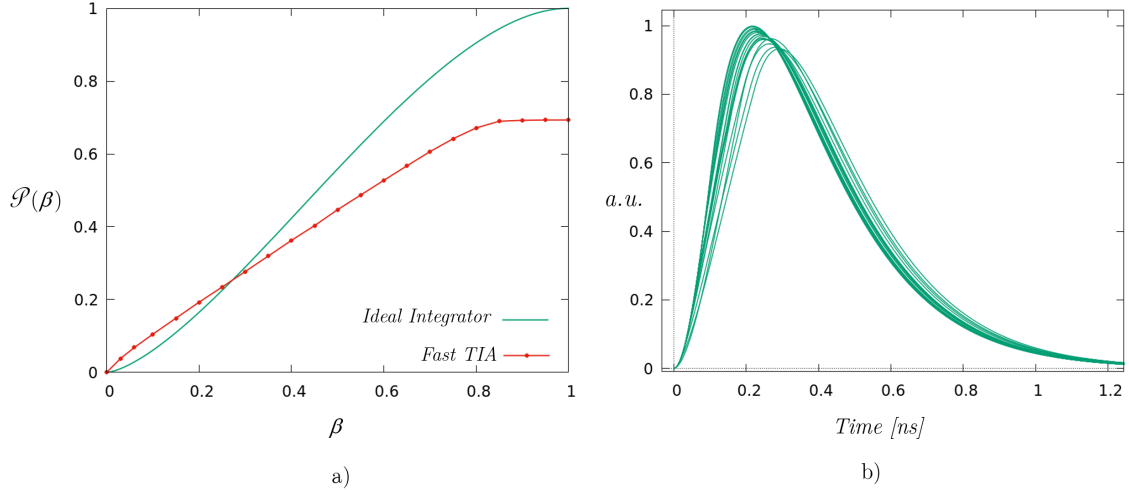 1
0.8
0.6
0.4
0.2
0
𝒫(β)
Ideal Integrator
Fast TIA
0 0.2 0.4 0.6 0.8 1
β
a)
1
0.8
0.6
0.4
0.2
0
a.u.
0 0.2 0.4 0.6 0.8 1 1.2
Time [ns]
b)